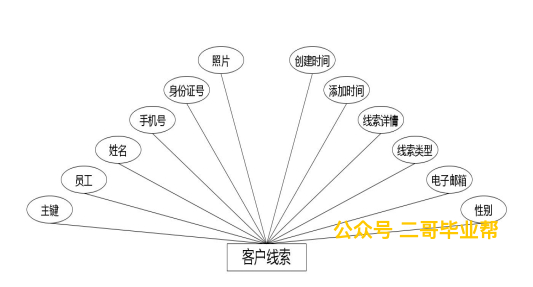 照片
创建时间
身份证号
添加时间
手机号
线索详情
姓名
线索类型
员工
电子邮箱
主键
性别
公众号 二哥毕业帮
客户线索